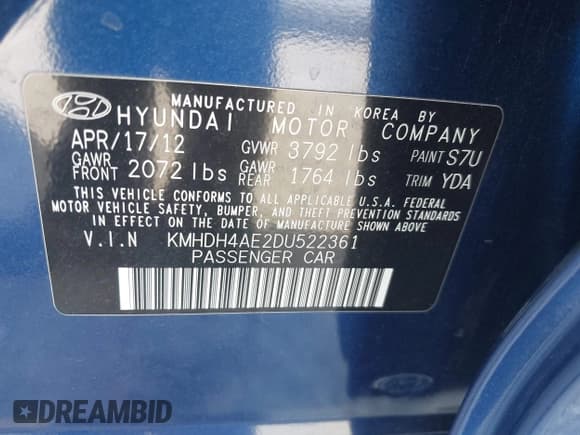 MANUFACTURED IN KOREA BY
HYUNDAI MOTOR COMPANY
APR/17/12 GVWR 3792 lbs PAINT S7U
GAWR FRONT 2072 lbs GAWR REAR 1764 lbs TRIM YDA
THIS VEHICLE CONFORMS TO ALL APPLICABLE U.S.A. FEDERAL
MOTOR VEHICLE SAFETY, BUMPER, AND THEFT PREVENTION STANDARDS
IN EFFECT ON THE DATE OF MANUFACTURE SHOWN ABOVE.
V.I.N KMHDH4AE2DU522361
PASSENGER CAR
DREAMBID